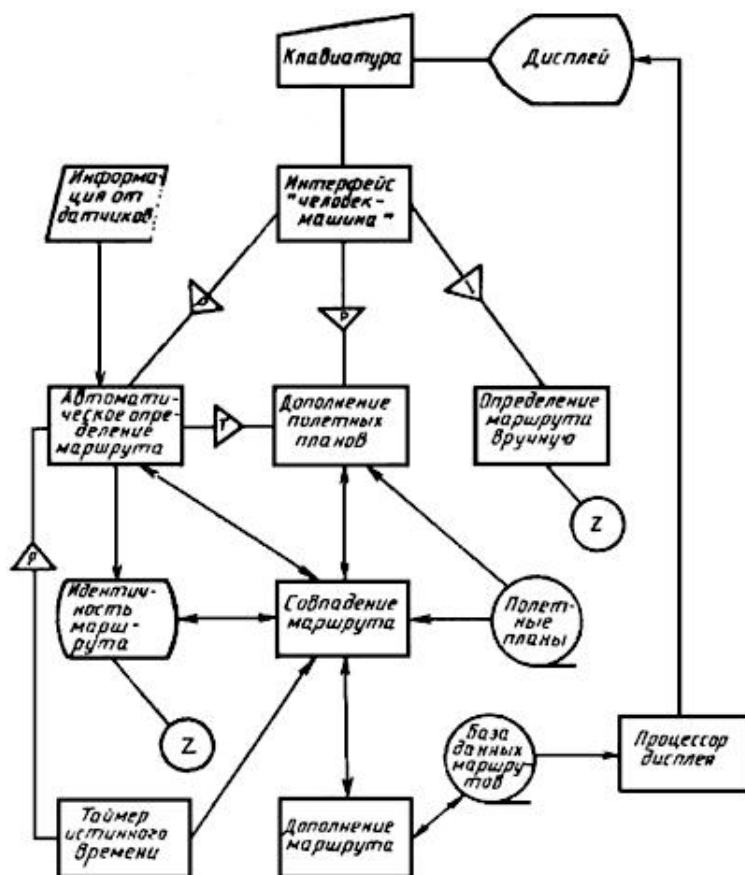 Клавиатура
Дисплей
Информа-
ция от
датчиков
Интерфейс
"человек-
машина"
Р
Автомати-
ческое опре-
деление
маршрута
Дополнение
полетных
планов
Определение
маршрута
вручную
Z
Идентич-
ность
марш-
рута
Совпадение
маршрута
Полет-
ные
планы
Z
База
данных
маршру-
тов
Процессор
дисплея
Таймер
истинного
времени
Дополнение
маршрута